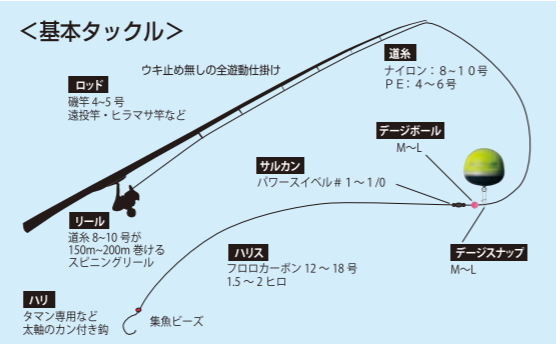 ＜基本タックル＞
ウキ止め無しの全遊動仕掛け
道糸
ナイロン：8~10号
PE：4~6号
ロッド
磯竿 4~5 号
遠投竿・ヒラマサ竿など
デージボール
M~L
サルカン
パワースイベル# 1 ~ 1/0
リール
道糸 8~10 号が
150m~200m 巻ける
スピニングリール
ハリス
フロロカーボン 12 ~ 18 号
1.5 ~ 2 ヒロ
デージスナップ
M~L
ハリ
タマン専用など
太軸のカン付き鈎
集魚ビーズ